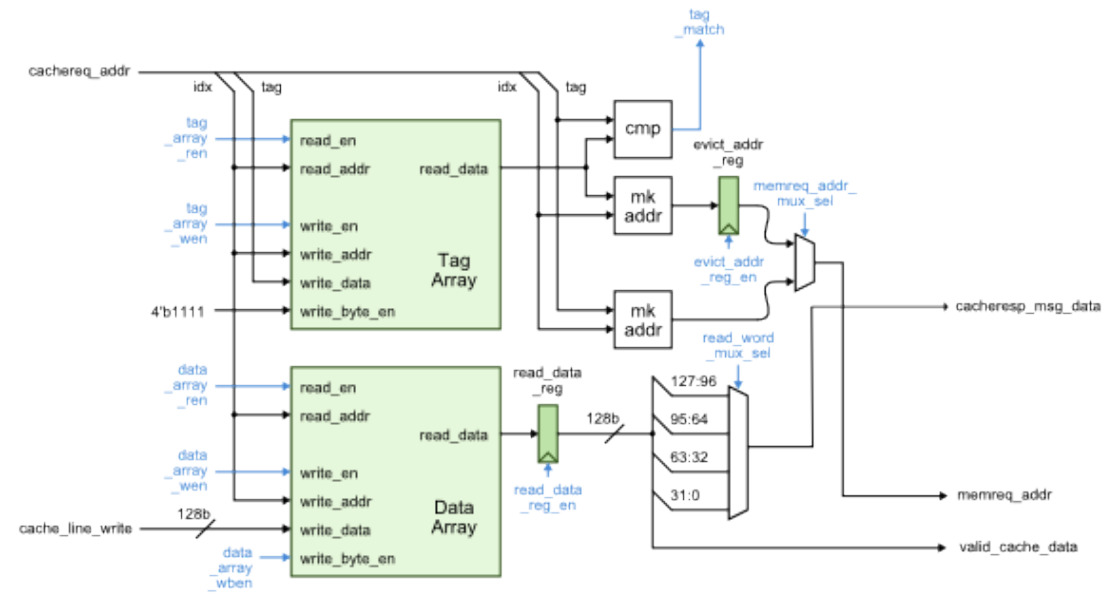 tag
_match
cachereq_addr
idx
tag
idx
tag
tag
_array
_ren
read_en
read_addr
read_data
cmp
evict_addr
_reg
mk
addr
memreq_addr_
mux_sel
tag
_array
_wen
write_en
write_addr
write_data
write_byte_en
Tag
Array
evict_addr
_reg_en
4'b1111
mk
addr
cacheresp_msg_data
read_word
_mux_sel
data
_array
_ren
read_en
read_addr
read_data
read_data
_reg
128b
127:96
95:64
63:32
31:0
data
_array
_wen
write_en
write_addr
write_data
write_byte_en
Data
Array
read_data
_reg_en
memreq_addr
cache_line_write
128b
data
_array
_wben
valid_cache_data